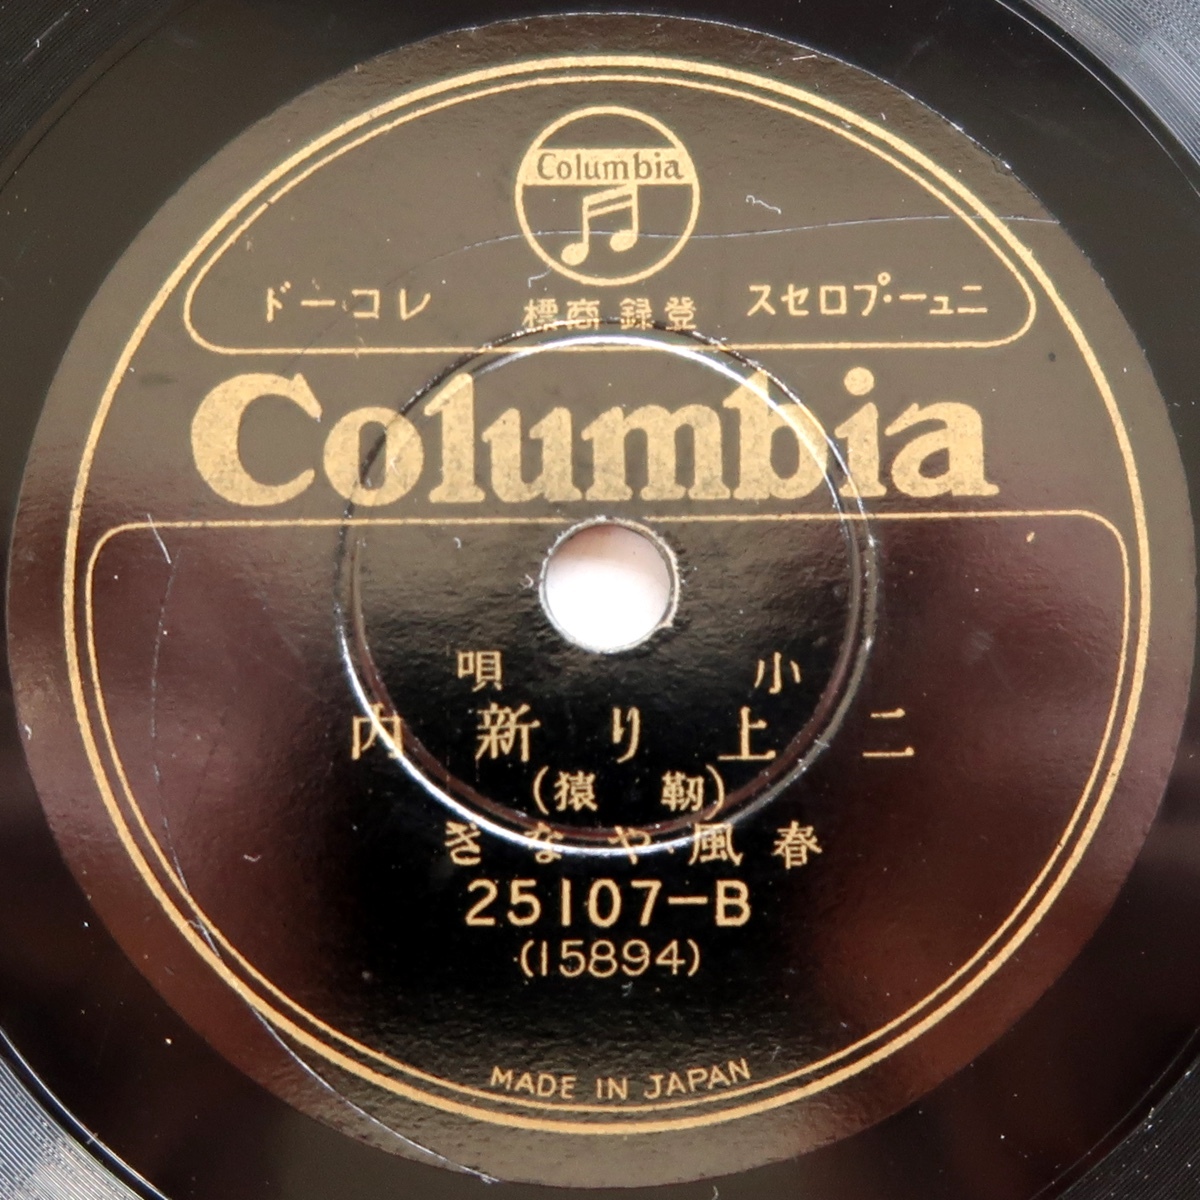 Columbia
ニュー・プロセス 登録商標 レコード
Columbia
小唄
二上り新内
(靭猿)
春風やなぎ
25107-B
(15894)
MADE IN JAPAN